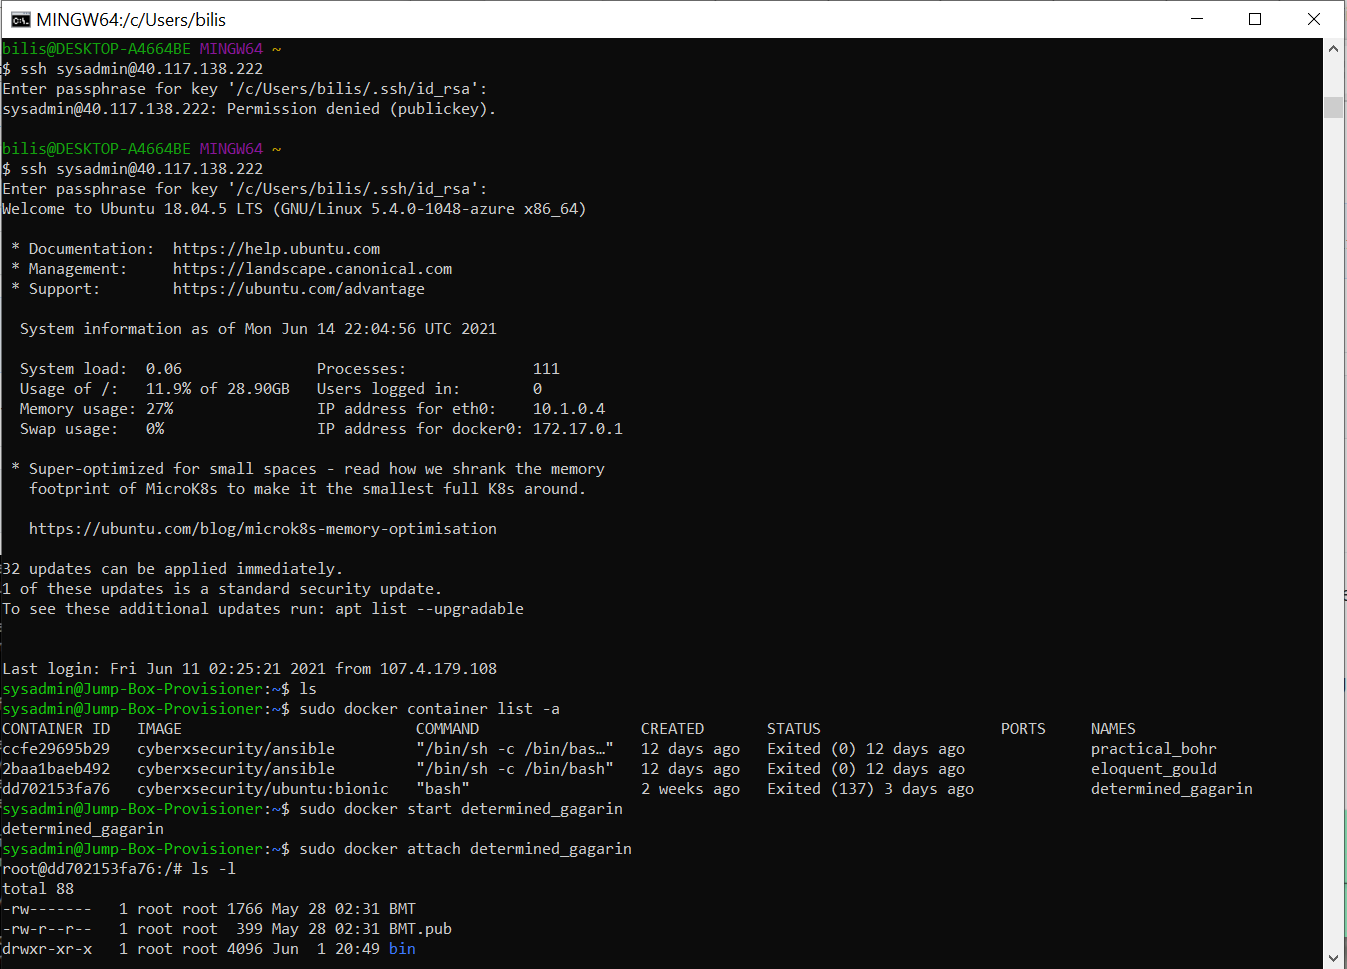 MINGW64:/c/Users/bilis
bilis@DESKTOP-A4664BE MINGW64 ~
$ ssh sysadmin@40.117.138.222
Enter passphrase for key '/c/Users/bilis/.ssh/id_rsa':
sysadmin@40.117.138.222: Permission denied (publickey).
bilis@DESKTOP-A4664BE MINGW64 ~
$ ssh sysadmin@40.117.138.222
Enter passphrase for key '/c/Users/bilis/.ssh/id_rsa':
Welcome to Ubuntu 18.04.5 LTS (GNU/Linux 5.4.0-1048-azure x86_64)
* Documentation:  https://help.ubuntu.com
* Management:     https://landscape.canonical.com
* Support:        https://ubuntu.com/advantage
System information as of Mon Jun 14 22:04:56 UTC 2021
System load:  0.06               Processes:              111
Usage of /:   11.9% of 28.90GB   Users logged in:        0
Memory usage: 27%                IP address for eth0:    10.1.0.4
Swap usage:   0%                 IP address for docker0: 172.17.0.1
* Super-optimized for small spaces - read how we shrank the memory
footprint of MicroK8s to make it the smallest full K8s around.
https://ubuntu.com/blog/microk8s-memory-optimisation
32 updates can be applied immediately.
1 of these updates is a standard security update.
To see these additional updates run: apt list --upgradable
Last login: Fri Jun 11 02:25:21 2021 from 107.4.179.108
sysadmin@Jump-Box-Provisioner:~$ ls
sysadmin@Jump-Box-Provisioner:~$ sudo docker container list -a
CONTAINER ID   IMAGE                          COMMAND                  CREATED       STATUS                    PORTS     NAMES
ccfe29695b29   cyberxsecurity/ansible         "/bin/sh -c /bin/bas…"   12 days ago   Exited (0) 12 days ago              practical_bohr
2baa1baeb492   cyberxsecurity/ansible         "/bin/sh -c /bin/bash"   12 days ago   Exited (0) 12 days ago              eloquent_gould
dd702153fa76   cyberxsecurity/ubuntu:bionic   "bash"                   2 weeks ago   Exited (137) 3 days ago             determined_gagarin
sysadmin@Jump-Box-Provisioner:~$ sudo docker start determined_gagarin
determined_gagarin
sysadmin@Jump-Box-Provisioner:~$ sudo docker attach determined_gagarin
root@dd702153fa76:/# ls -l
total 88
-rw-------   1 root root 1766 May 28 02:31 BMT
-rw-r--r--   1 root root  399 May 28 02:31 BMT.pub
drwxr-xr-x   1 root root 4096 Jun  1 20:49 bin